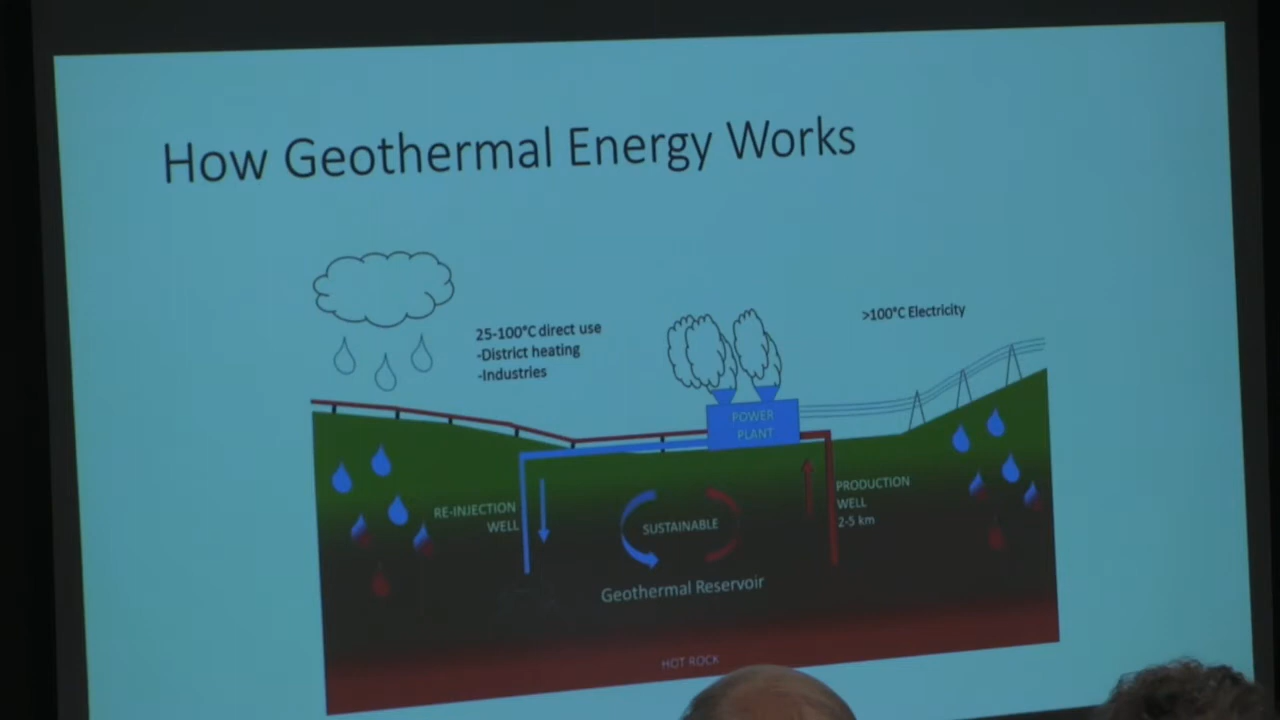 How Geothermal Energy Works
25-100°C direct use
-District heating
-Industries
>100°C Electricity
POWER
PLANT
RE-INJECTION
WELL
SUSTAINABLE
PRODUCTION
WELL
2-5 km
Geothermal Reservoir
HOT ROCK